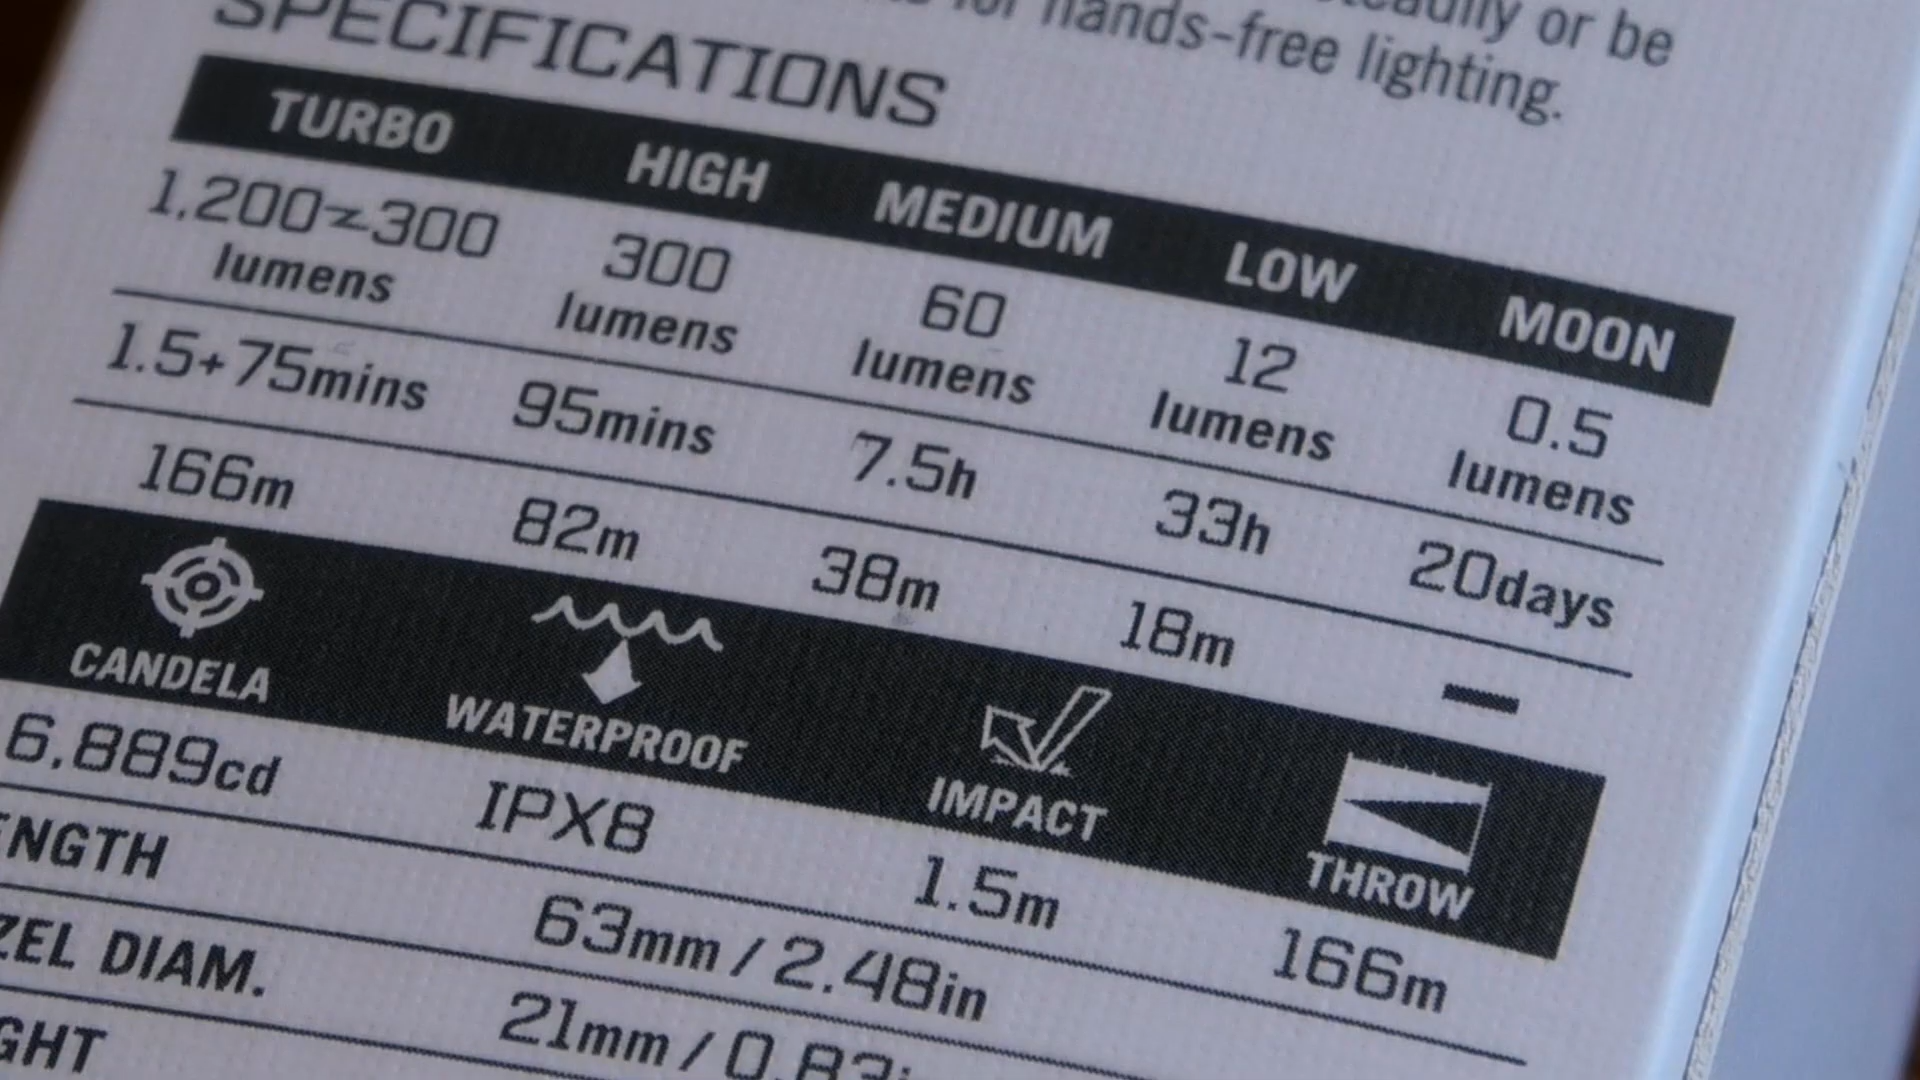 steadily or be
for hands-free lighting.
SPECIFICATIONS
TURBO HIGH MEDIUM LOW MOON
1,200~300 lumens 300 lumens 60 lumens 12 lumens 0.5 lumens
1.5+75mins 95mins 7.5h 33h 20days
166m 82m 38m 18m —
CANDELA WATERPROOF IMPACT THROW
6,889cd IPX8 1.5m 166m
ENGTH 63mm / 2.48in
ZEL DIAM. 21mm / 0.83i
GHT